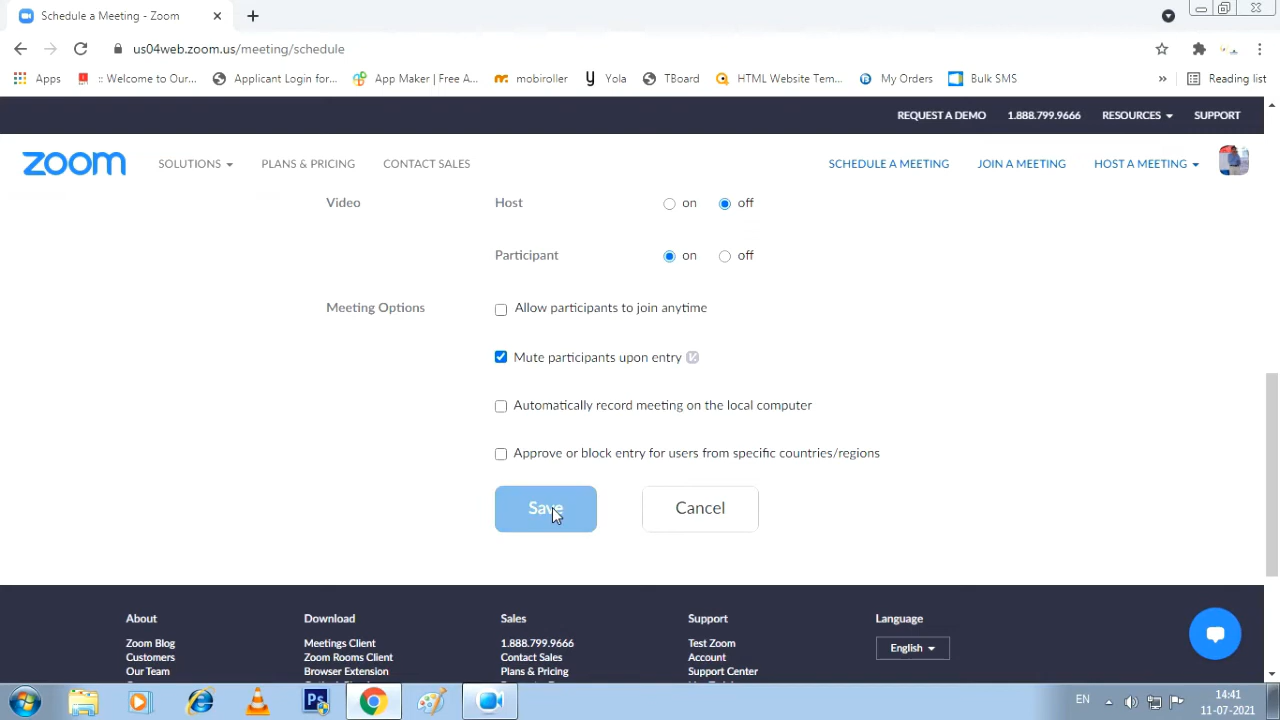 Schedule a Meeting - Zoom
us04web.zoom.us/meeting/schedule
Apps :: Welcome to Our... Applicant Login for... App Maker | Free A... mobiroller Yola TBoard HTML Website Tem... My Orders Bulk SMS » Reading list
REQUEST A DEMO 1.888.799.9666 RESOURCES SUPPORT
zoom SOLUTIONS PLANS & PRICING CONTACT SALES SCHEDULE A MEETING JOIN A MEETING HOST A MEETING
Video Host on off
Participant on off
Meeting Options Allow participants to join anytime
Mute participants upon entry
Automatically record meeting on the local computer
Approve or block entry for users from specific countries/regions
Save Cancel
About Download Sales Support Language
Zoom Blog Meetings Client 1.888.799.9666 Test Zoom English
Customers Zoom Rooms Client Contact Sales Account
Our Team Browser Extension Plans & Pricing Support Center
Ps EN 14:41
11-07-2021